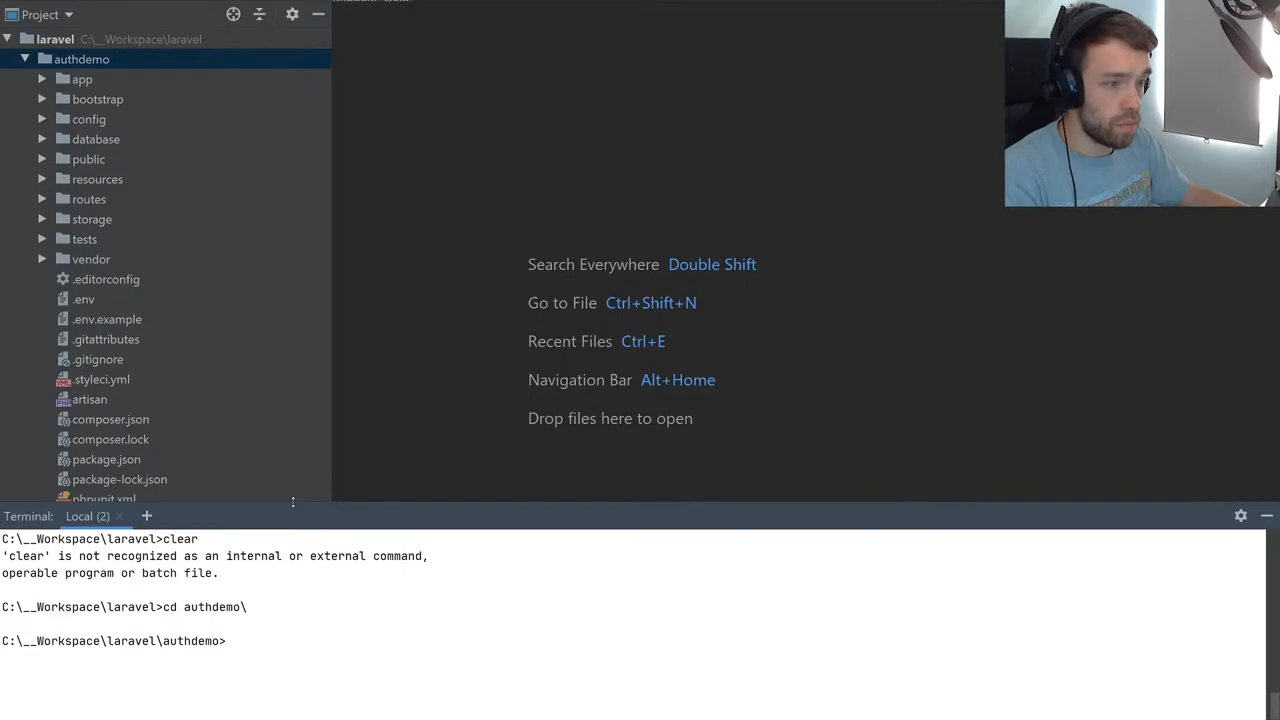 Project
laravel C:\__Workspace\laravel
authdemo
app
bootstrap
config
database
public
resources
routes
storage
tests
vendor
.editorconfig
.env
.env.example
.gitattributes
.gitignore
.styleci.yml
artisan
composer.json
composer.lock
package.json
package-lock.json
phpunit.xml
Search Everywhere Double Shift
Go to File Ctrl+Shift+N
Recent Files Ctrl+E
Navigation Bar Alt+Home
Drop files here to open
Terminal: Local (2)
C:\__Workspace\laravel>clear
'clear' is not recognized as an internal or external command,
operable program or batch file.
C:\__Workspace\laravel>cd authdemo\
C:\__Workspace\laravel\authdemo>